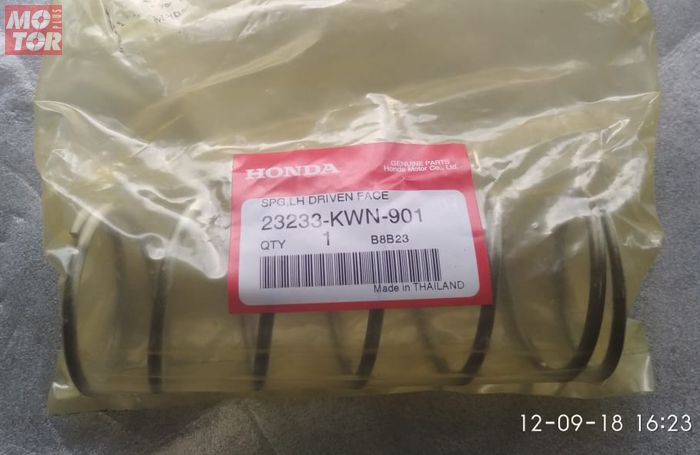 MOTOR
PLUS
HONDA
GENUINE PARTS
Honda Motor Co., Ltd.
SPG,LH DRIVEN FACE
23233-KWN-901
QTY 1 B8B23
Made in THAILAND
12-09-18 16:23